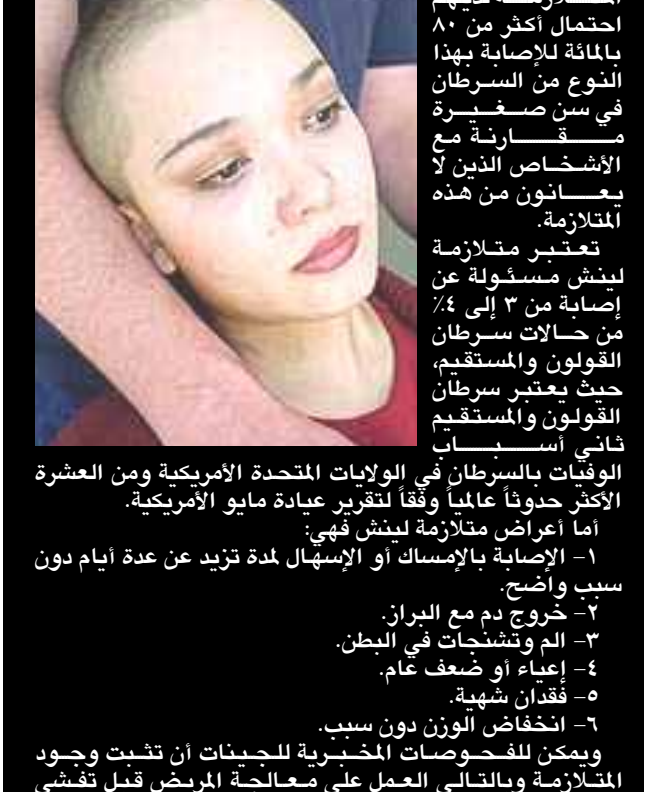 المتلازمة لديهم
احتمال أكثر من ٨٠
بالمائة للإصابة بهذا
النوع من السرطان
في سن صغيرة
مقارنة مع
الأشخاص الذين لا
يعانون من هذه
المتلازمة.
تعتبر متلازمة
لينش مسئولة عن
إصابة من ٣ إلى ٤٪
من حالات سرطان
القولون والمستقيم،
حيث يعتبر سرطان
القولون والمستقيم
ثاني أسباب
الوفيات بالسرطان في الولايات المتحدة الأمريكية ومن العشرة
الأكثر حدوثاً عالمياً وفقاً لتقرير عيادة مايو الأمريكية.
أما أعراض متلازمة لينش فهي:
١- الإصابة بالإمساك أو الإسهال لمدة تزيد عن عدة أيام دون
سبب واضح.
٢- خروج دم مع البراز.
٣- الم وتشنجات في البطن.
٤- إعياء أو ضعف عام.
٥- فقدان شهية.
٦- انخفاض الوزن دون سبب.
ويمكن للفحوصات المخبرية للجينات أن تثبت وجود
المتلازمة وبالتالي العمل على معالجة المريض قبل تفشي